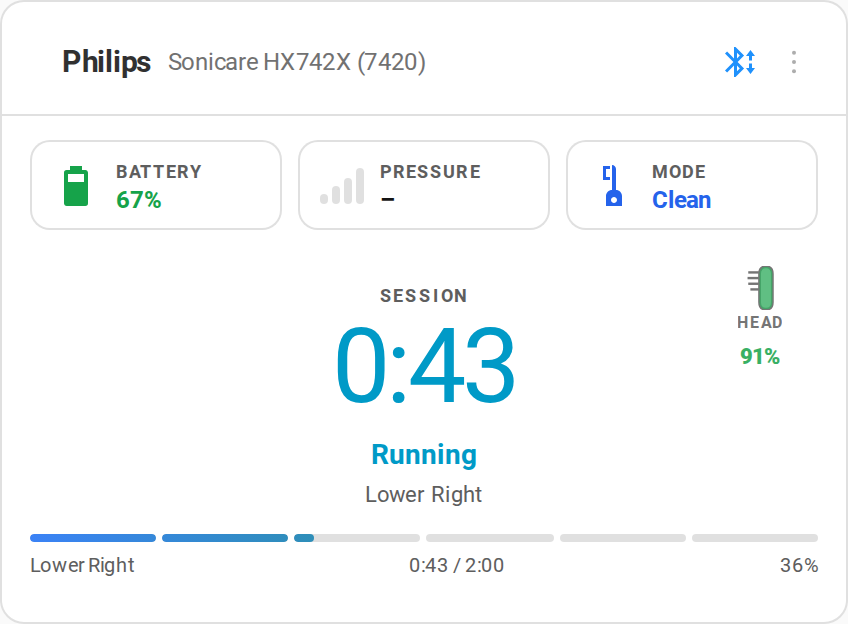 Philips Sonicare HX742X (7420)
BATTERY
67%
PRESSURE
–
MODE
Clean
SESSION
0:43
Running
Lower Right
HEAD
91%
Lower Right 0:43 / 2:00 36%